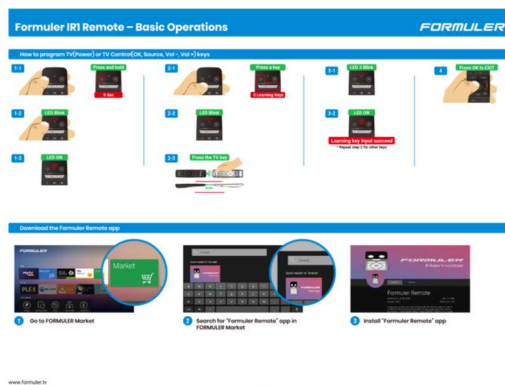 Formuler IR1 Remote – Basic Operations
FORMULER
How to program TV(Power) or TV Control(OK, Source, Vol -, Vol +) keys
1-1
Press and hold
5 Sec
1-2
LED Blink
1-3
LED ON
2-1
Press a key
5 Learning Keys
2-2
LED Blink
2-3
Press the TV key
3-1
LED 3 Blink
3-2
LED ON
Learning key input succeed
* Repeat step 2 for other keys
4
Press OK to EXIT
Download the Formuler Remote app
FORMULER
Market
PLEX
1 Go to FORMULER Market
2 Search for "Formuler Remote" app in
FORMULER Market
FORMULER
Remote
Formuler Remote
3 Install "Formuler Remote" app
www.formuler.tv